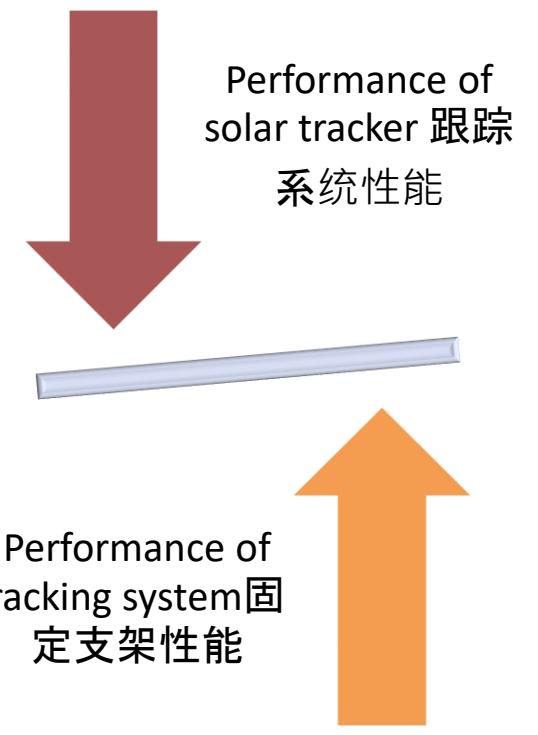 Performance of
solar tracker 跟踪
系统性能
Performance of
racking system固
定支架性能